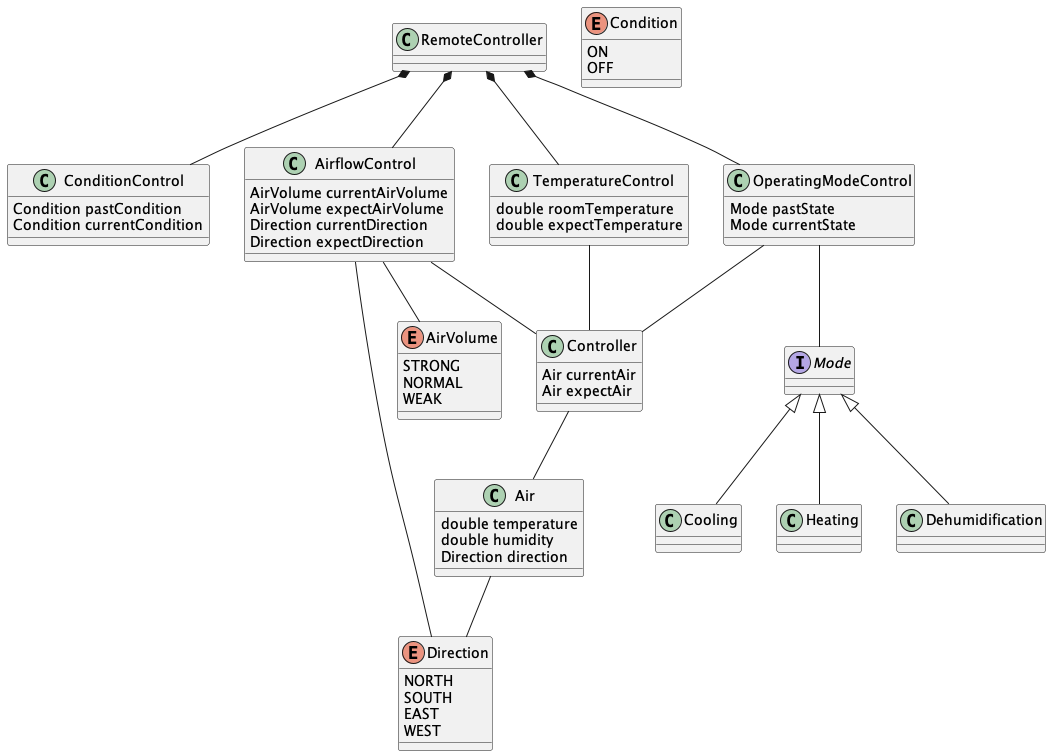 C RemoteController
E Condition
ON
OFF
C ConditionControl
Condition pastCondition
Condition currentCondition
C AirflowControl
AirVolume currentAirVolume
AirVolume expectAirVolume
Direction currentDirection
Direction expectDirection
C TemperatureControl
double roomTemperature
double expectTemperature
C OperatingModeControl
Mode pastState
Mode currentState
E AirVolume
STRONG
NORMAL
WEAK
C Controller
Air currentAir
Air expectAir
I Mode
C Air
double temperature
double humidity
Direction direction
C Cooling
C Heating
C Dehumidification
E Direction
NORTH
SOUTH
EAST
WEST